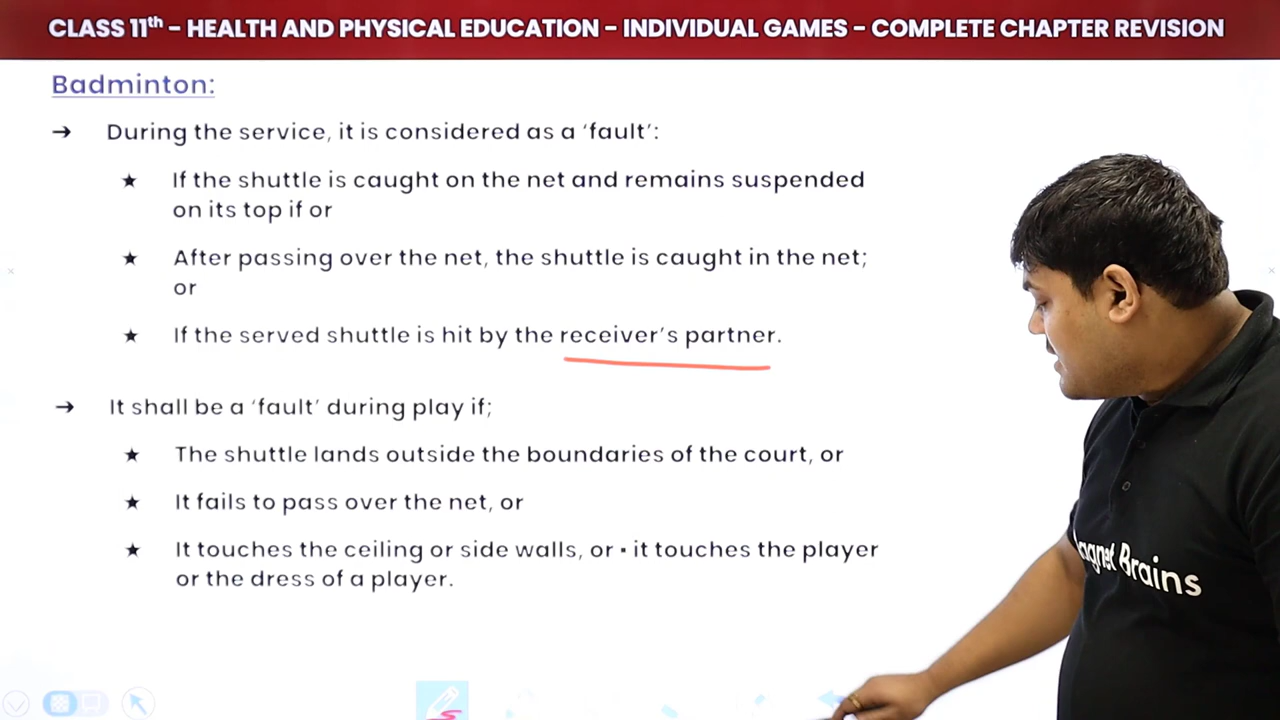 CLASS 11th – HEALTH AND PHYSICAL EDUCATION – INDIVIDUAL GAMES – COMPLETE CHAPTER REVISION
Badminton:
→ During the service, it is considered as a ‘fault’:
★ If the shuttle is caught on the net and remains suspended
on its top if or
★ After passing over the net, the shuttle is caught in the net;
or
★ If the served shuttle is hit by the receiver’s partner.
→ It shall be a ‘fault’ during play if;
★ The shuttle lands outside the boundaries of the court, or
★ It fails to pass over the net, or
★ It touches the ceiling or side walls, or ▪ it touches the player
or the dress of a player.
Brains